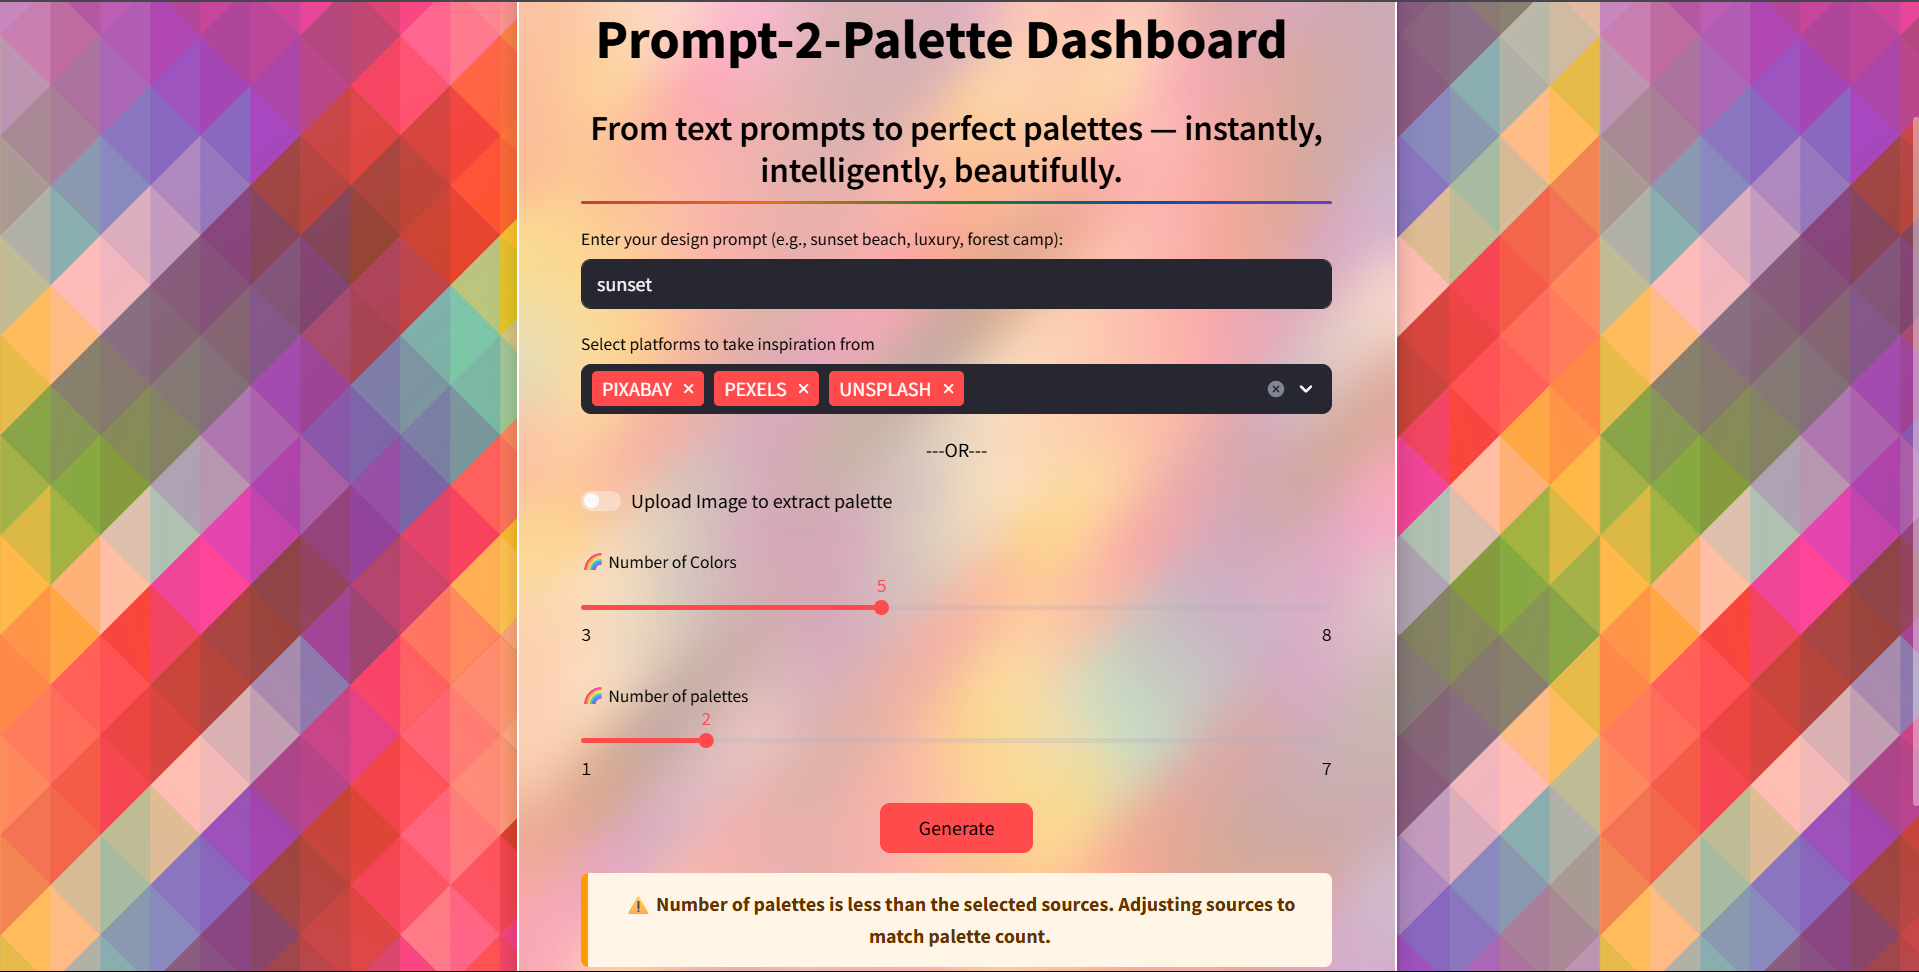 Prompt-2-Palette Dashboard
From text prompts to perfect palettes — instantly,
intelligently, beautifully.
Enter your design prompt (e.g., sunset beach, luxury, forest camp):
sunset
Select platforms to take inspiration from
PIXABAY × PEXELS × UNSPLASH ×
---OR---
Upload Image to extract palette
🌈 Number of Colors
5
3 8
🌈 Number of palettes
2
1 7
Generate
⚠️ Number of palettes is less than the selected sources. Adjusting sources to
match palette count.